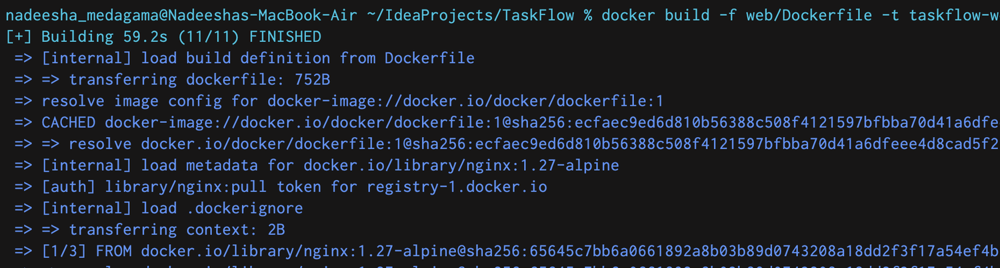 nadeesha_medagama@Nadeeshas-MacBook-Air ~/IdeaProjects/TaskFlow % docker build -f web/Dockerfile -t taskflow-w
[+] Building 59.2s (11/11) FINISHED
=> [internal] load build definition from Dockerfile
=> => transferring dockerfile: 752B
=> resolve image config for docker-image://docker.io/docker/dockerfile:1
=> CACHED docker-image://docker.io/docker/dockerfile:1@sha256:ecfaec9ed6d810b56388c508f4121597bfbba70d41a6dfe
=> => resolve docker.io/docker/dockerfile:1@sha256:ecfaec9ed6d810b56388c508f4121597bfbba70d41a6dfeee4d8cad5f2
=> [internal] load metadata for docker.io/library/nginx:1.27-alpine
=> [auth] library/nginx:pull token for registry-1.docker.io
=> [internal] load .dockerignore
=> => transferring context: 2B
=> [1/3] FROM docker.io/library/nginx:1.27-alpine@sha256:65645c7bb6a0661892a8b03b89d0743208a18dd2f3f17a54ef4b